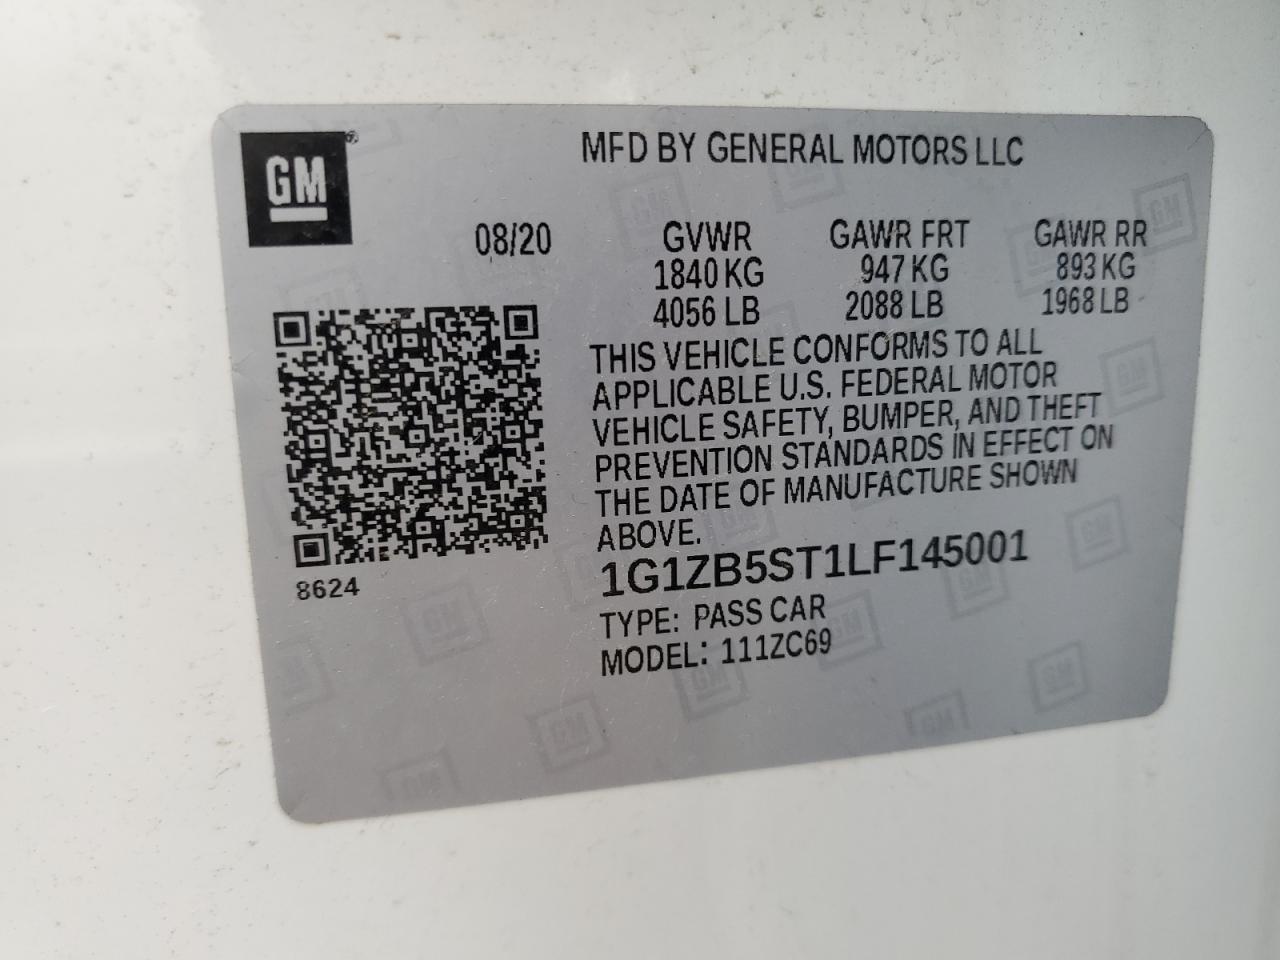 GM
MFD BY GENERAL MOTORS LLC
08/20
GVWR GAWR FRT GAWR RR
1840 KG 947 KG 893 KG
4056 LB 2088 LB 1968 LB
THIS VEHICLE CONFORMS TO ALL
APPLICABLE U.S. FEDERAL MOTOR
VEHICLE SAFETY, BUMPER, AND THEFT
PREVENTION STANDARDS IN EFFECT ON
THE DATE OF MANUFACTURE SHOWN
ABOVE.
1G1ZB5ST1LF145001
TYPE: PASS CAR
MODEL: 111ZC69
8624